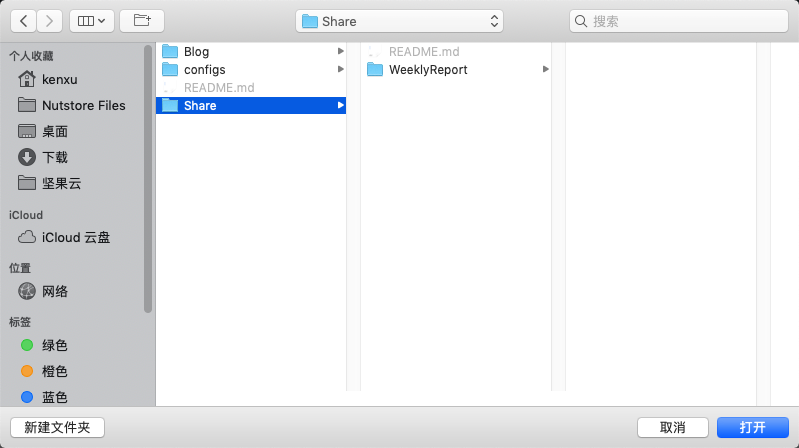 Share
搜索
个人收藏
kenxu
Nutstore Files
桌面
下载
坚果云
iCloud
iCloud 云盘
位置
网络
标签
绿色
橙色
蓝色
Blog
configs
README.md
Share
README.md
WeeklyReport
新建文件夹
取消
打开